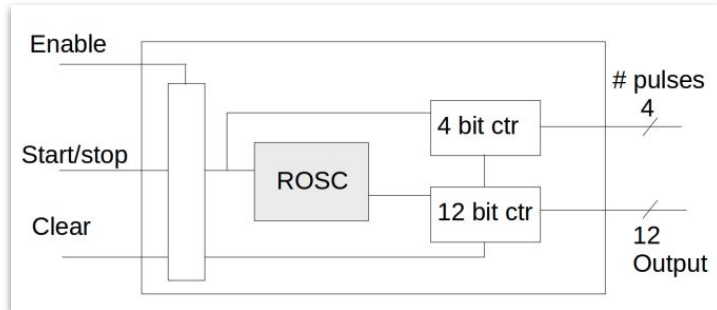 Enable
Start/stop
Clear
ROSC
4 bit ctr
12 bit ctr
# pulses
4
12
Output